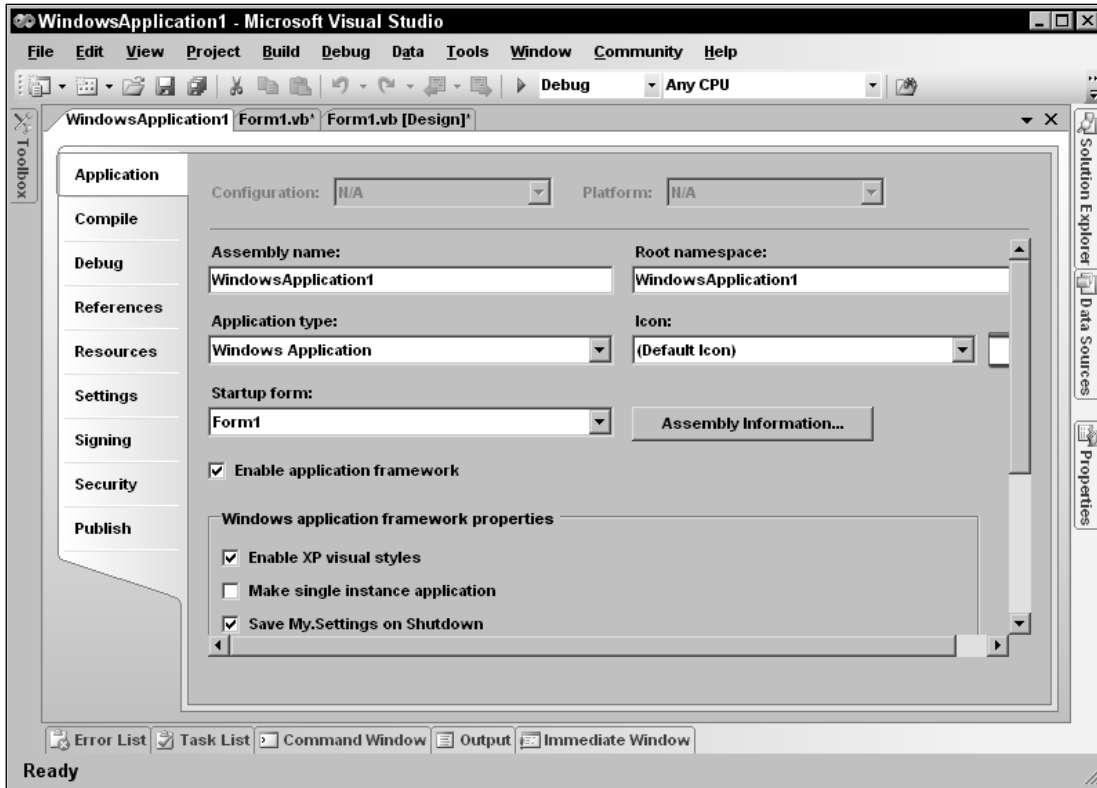 WindowsApplication1 - Microsoft Visual Studio
File Edit View Project Build Debug Data Tools Window Community Help
Debug Any CPU
WindowsApplication1 Form1.vb* Form1.vb [Design]*
Toolbox
Solution Explorer
Data Sources
Properties
Application
Compile
Debug
References
Resources
Settings
Signing
Security
Publish
Configuration: N/A Platform: N/A
Assembly name: Root namespace:
WindowsApplication1 WindowsApplication1
Application type: Icon:
Windows Application (Default Icon)
Startup form:
Form1 Assembly Information...
Enable application framework
Windows application framework properties
Enable XP visual styles
Make single instance application
Save My.Settings on Shutdown
Error List Task List Command Window Output Immediate Window
Ready